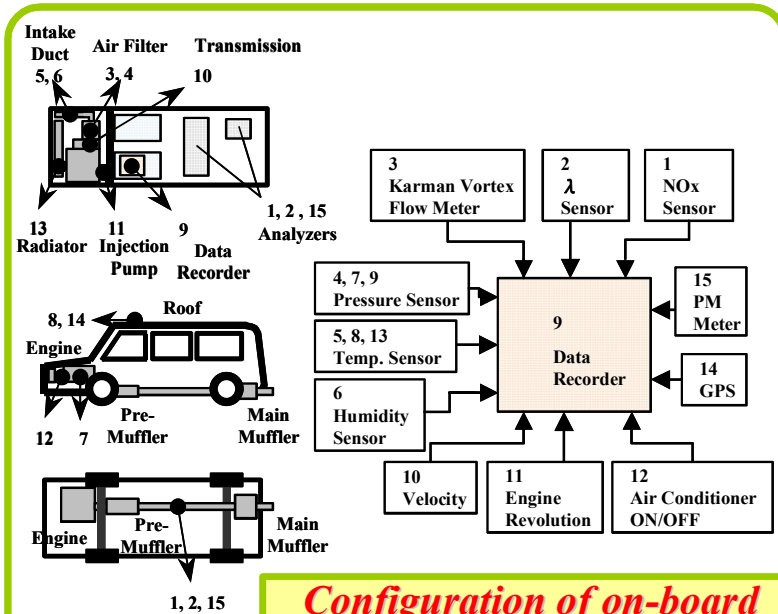 Intake
Duct
5, 6
Air Filter
3, 4
Transmission
10
13
Radiator
11
Injection
Pump
9
Data
Recorder
1, 2 , 15
Analyzers
8, 14
Roof
Engine
12
7
Pre-
Muffler
Main
Muffler
Engine
Pre-
Muffler
Main
Muffler
1, 2, 15
3
Karman Vortex
Flow Meter
2
λ
Sensor
1
NOx
Sensor
4, 7, 9
Pressure Sensor
5, 8, 13
Temp. Sensor
6
Humidity
Sensor
9
Data
Recorder
15
PM
Meter
14
GPS
10
Velocity
11
Engine
Revolution
12
Air Conditioner
ON/OFF
Configuration of on-board